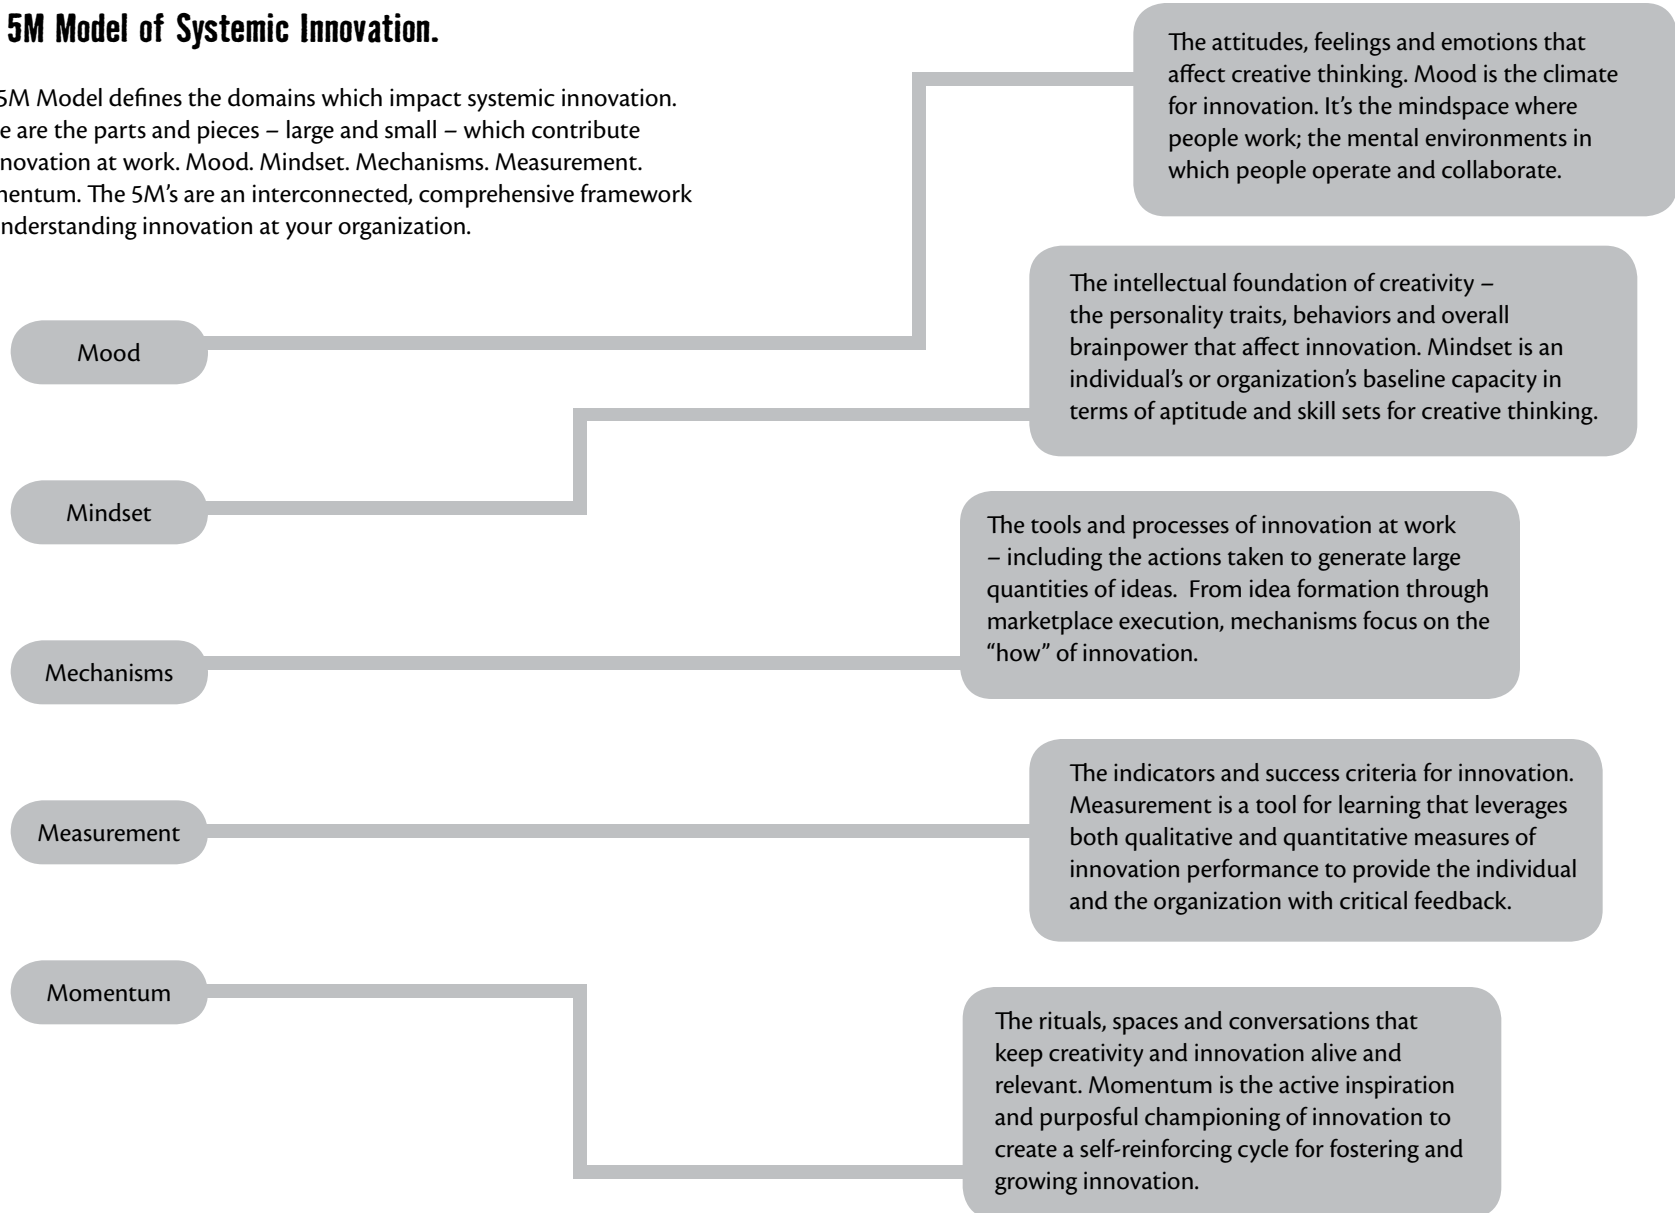 5M Model of Systemic Innovation.
5M Model defines the domains which impact systemic innovation.
e are the parts and pieces – large and small – which contribute
nnovation at work. Mood. Mindset. Mechanisms. Measurement.
nentum. The 5M's are an interconnected, comprehensive framework
nderstanding innovation at your organization.
Mood
The attitudes, feelings and emotions that
affect creative thinking. Mood is the climate
for innovation. It's the mindspace where
people work; the mental environments in
which people operate and collaborate.
Mindset
The intellectual foundation of creativity –
the personality traits, behaviors and overall
brainpower that affect innovation. Mindset is an
individual's or organization's baseline capacity in
terms of aptitude and skill sets for creative thinking.
Mechanisms
The tools and processes of innovation at work
– including the actions taken to generate large
quantities of ideas.  From idea formation through
marketplace execution, mechanisms focus on the
“how” of innovation.
Measurement
The indicators and success criteria for innovation.
Measurement is a tool for learning that leverages
both qualitative and quantitative measures of
innovation performance to provide the individual
and the organization with critical feedback.
Momentum
The rituals, spaces and conversations that
keep creativity and innovation alive and
relevant. Momentum is the active inspiration
and purposful championing of innovation to
create a self-reinforcing cycle for fostering and
growing innovation.